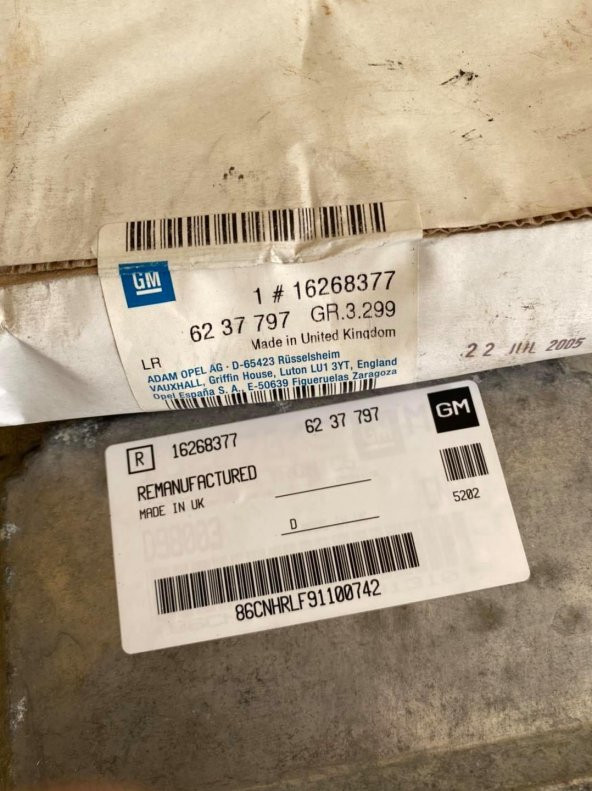 GM
1 # 16268377
62 37 797 GR.3.299
Made in United Kingdom
LR
ADAM OPEL AG · D-65423 Rüsselsheim
VAUXHALL, Griffin House, Luton LU1 3YT, England
Opel España S. A., E-50639 Figueruelas Zaragoza
22 JUL 2005
R 16268377 62 37 797 GM
REMANUFACTURED
MADE IN UK
D
5202
86CNHRLF91100742